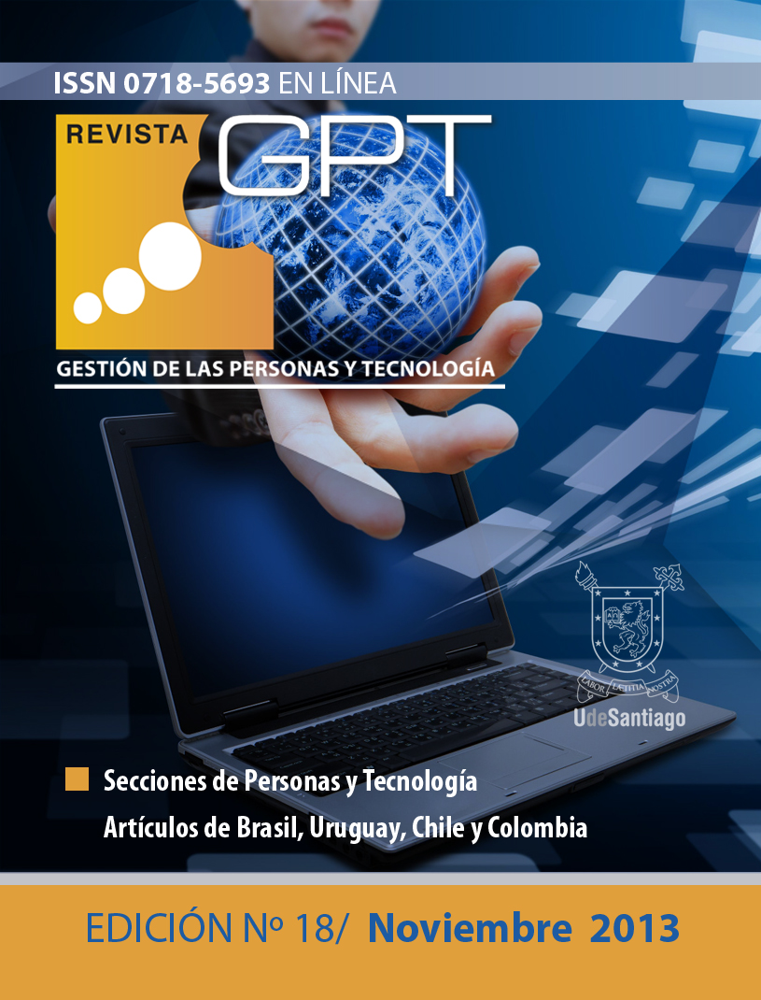 ISSN 0718-5693 EN LÍNEA
REVISTA
GPT
GESTIÓN DE LAS PERSONAS Y TECNOLOGÍA
LABOR LÆTITIA NOSTRA
UdeSantiago
Secciones de Personas y Tecnología
Artículos de Brasil, Uruguay, Chile y Colombia
EDICIÓN Nº 18/ Noviembre 2013